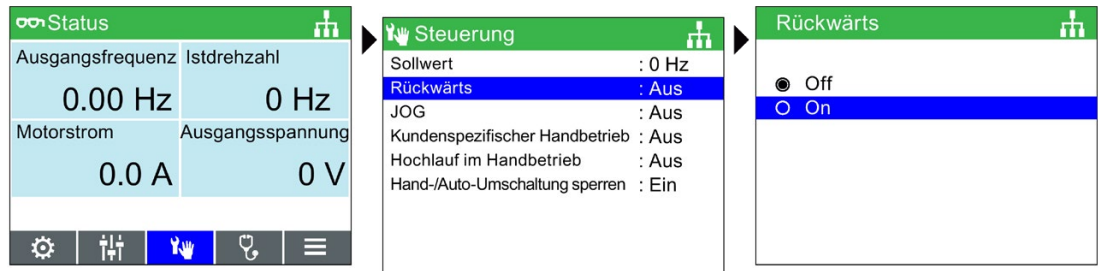 Status
Ausgangsfrequenz Istdrehzahl
0.00 Hz 0 Hz
Motorstrom Ausgangsspannung
0.0 A 0 V
Steuerung
Sollwert : 0 Hz
Rückwärts : Aus
JOG : Aus
Kundenspezifischer Handbetrieb : Aus
Hochlauf im Handbetrieb : Aus
Hand-/Auto-Umschaltung sperren : Ein
Rückwärts
Off
On